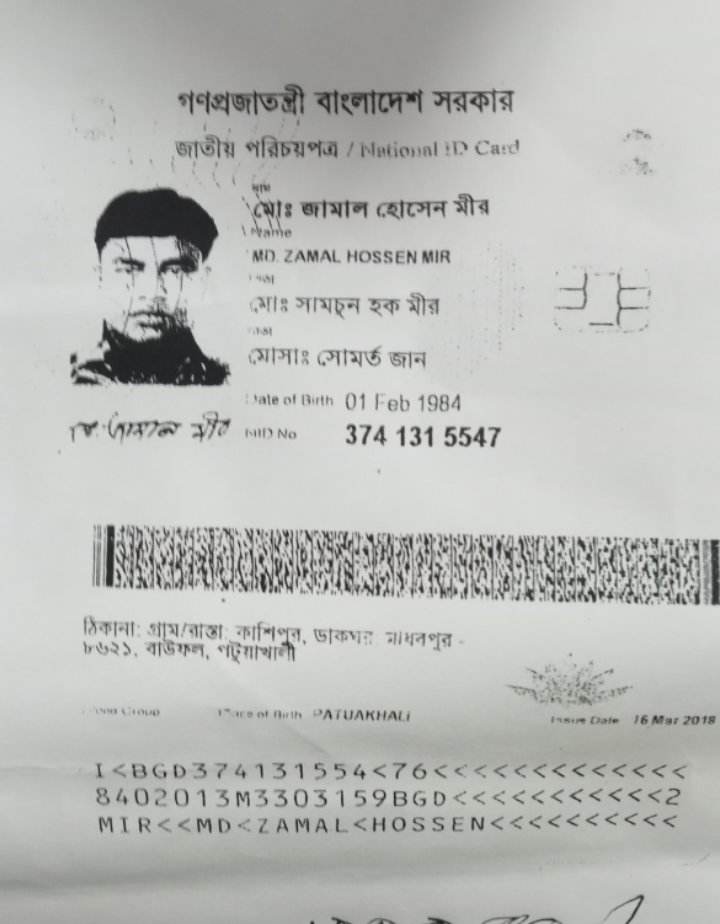 গণপ্রজাতন্ত্রী বাংলাদেশ সরকার
জাতীয় পরিচয়পত্র / National ID Card
নাম
মোঃ জামাল হোসেন মীর
Name
MD. ZAMAL HOSSEN MIR
মোঃ সামচুন হক মীর
মোসাঃ সোমর্ত জান
Date of Birth 01 Feb 1984
মোঃ জামাল মীর NID No 374 131 5547
ঠিকানা: গ্রাম/রাস্তা: কাশিপুর, ডাকঘর: মাধবপুর -
৮৬২১, বাউফল, পটুয়াখালী
Blood Group Place of Birth PATUAKHALI Issue Date 16 Mar 2018
I<BGD374131554<76<<<<<<<<<<<<<
8402013M3303159BGD<<<<<<<<<<<2
MIR<<MD<ZAMAL<HOSSEN<<<<<<<<<<